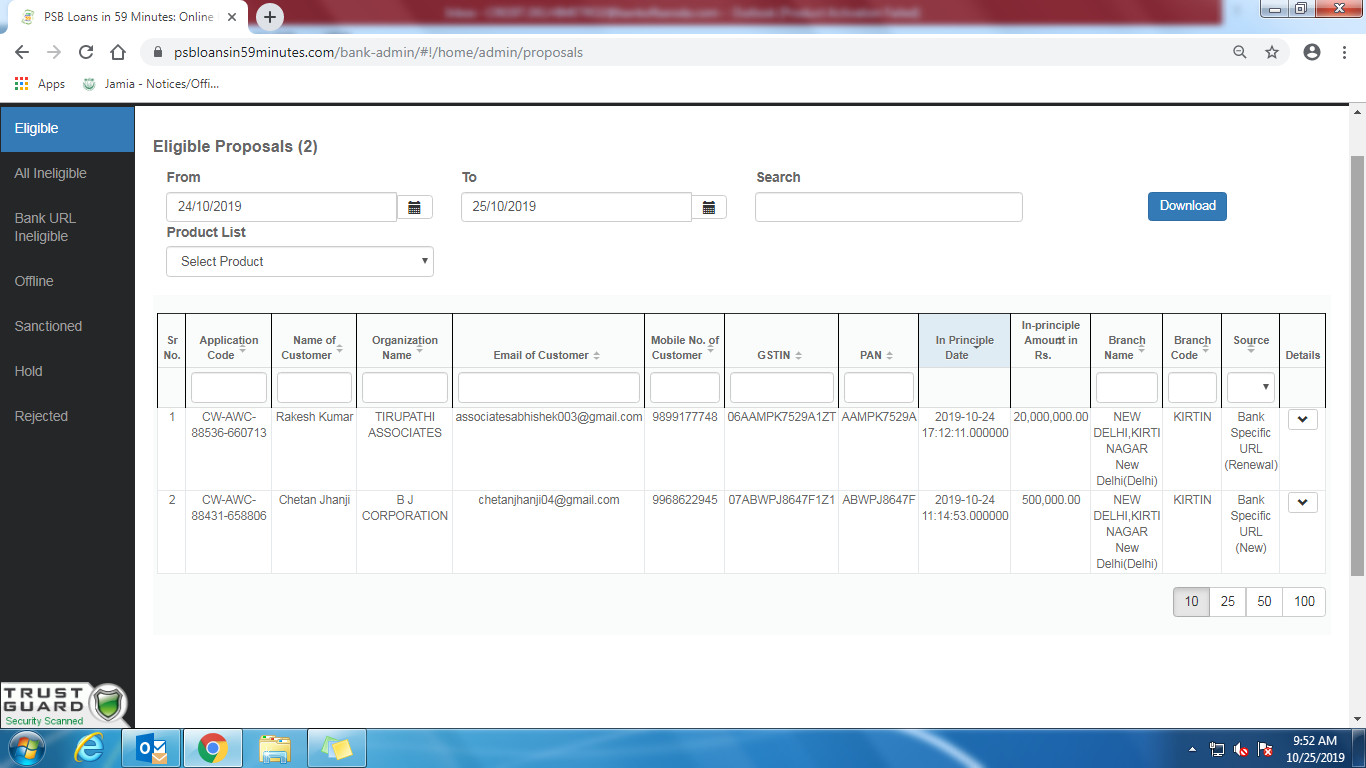 PSB Loans in 59 Minutes: Online
psbloansin59minutes.com/bank-admin/#!/home/admin/proposals
Apps Jamia - Notices/Offi...
Eligible
All Ineligible
Bank URL
Ineligible
Offline
Sanctioned
Hold
Rejected
Eligible Proposals (2)
From To Search
24/10/2019 25/10/2019 Download
Product List
Select Product
Sr No. Application Code Name of Customer Organization Name Email of Customer Mobile No. of Customer GSTIN PAN In Principle Date In-principle Amount in Rs. Branch Name Branch Code Source Details
1 CW-AWC-88536-660713 Rakesh Kumar TIRUPATHI ASSOCIATES associatesabhishek003@gmail.com 9899177748 06AAMPK7529A1ZT AAMPK7529A 2019-10-24 17:12:11.000000 20,000,000.00 NEW DELHI,KIRTI NAGAR New Delhi(Delhi) KIRTIN Bank Specific URL (Renewal)
2 CW-AWC-88431-658806 Chetan Jhanji B J CORPORATION chetanjhanji04@gmail.com 9968622945 07ABWPJ8647F1Z1 ABWPJ8647F 2019-10-24 11:14:53.000000 500,000.00 NEW DELHI,KIRTI NAGAR New Delhi(Delhi) KIRTIN Bank Specific URL (New)
10 25 50 100
TRUST
GUARD
Security Scanned
9:52 AM
10/25/2019